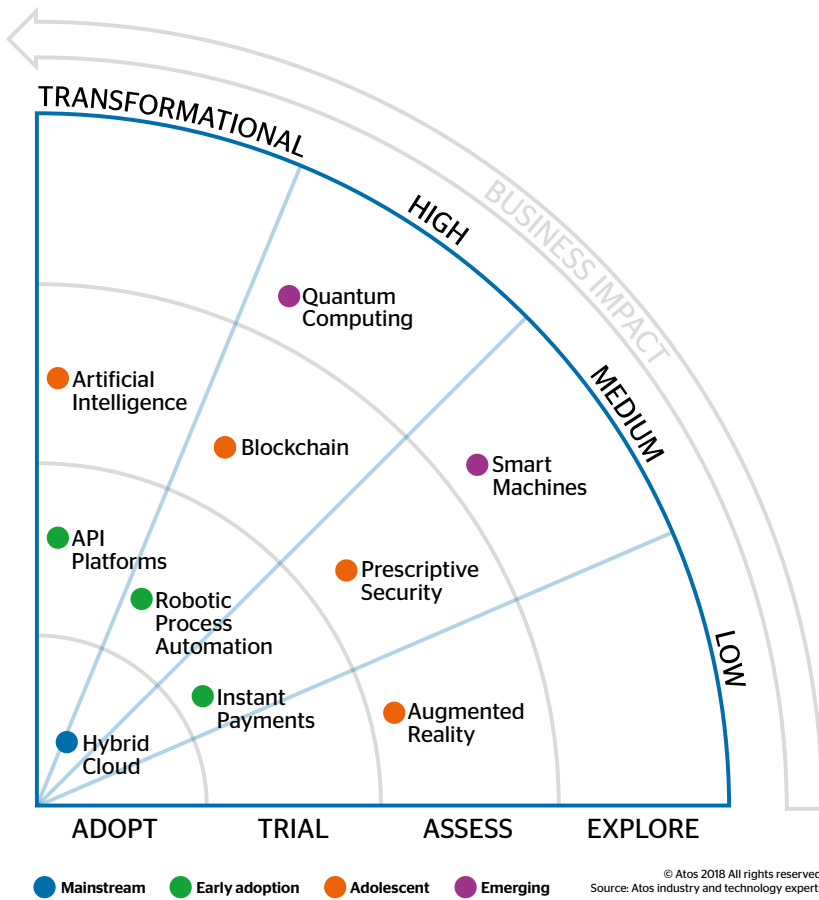 TRANSFORMATIONAL
HIGH
BUSINESS IMPACT
MEDIUM
LOW
Quantum
Computing
Artificial
Intelligence
Blockchain
Smart
Machines
API
Platforms
Prescriptive
Security
Robotic
Process
Automation
Instant
Payments
Augmented
Reality
Hybrid
Cloud
ADOPT
TRIAL
ASSESS
EXPLORE
Mainstream
Early adoption
Adolescent
Emerging
© Atos 2018 All rights reserved
Source: Atos industry and technology experts